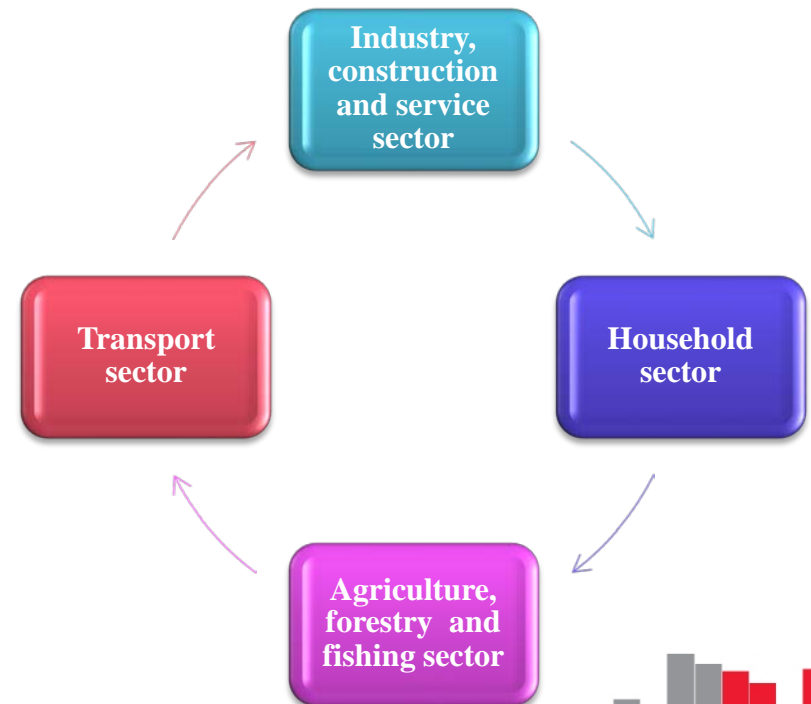 Industry,
construction
and service
sector
Transport
sector
Household
sector
Agriculture,
forestry and
fishing sector